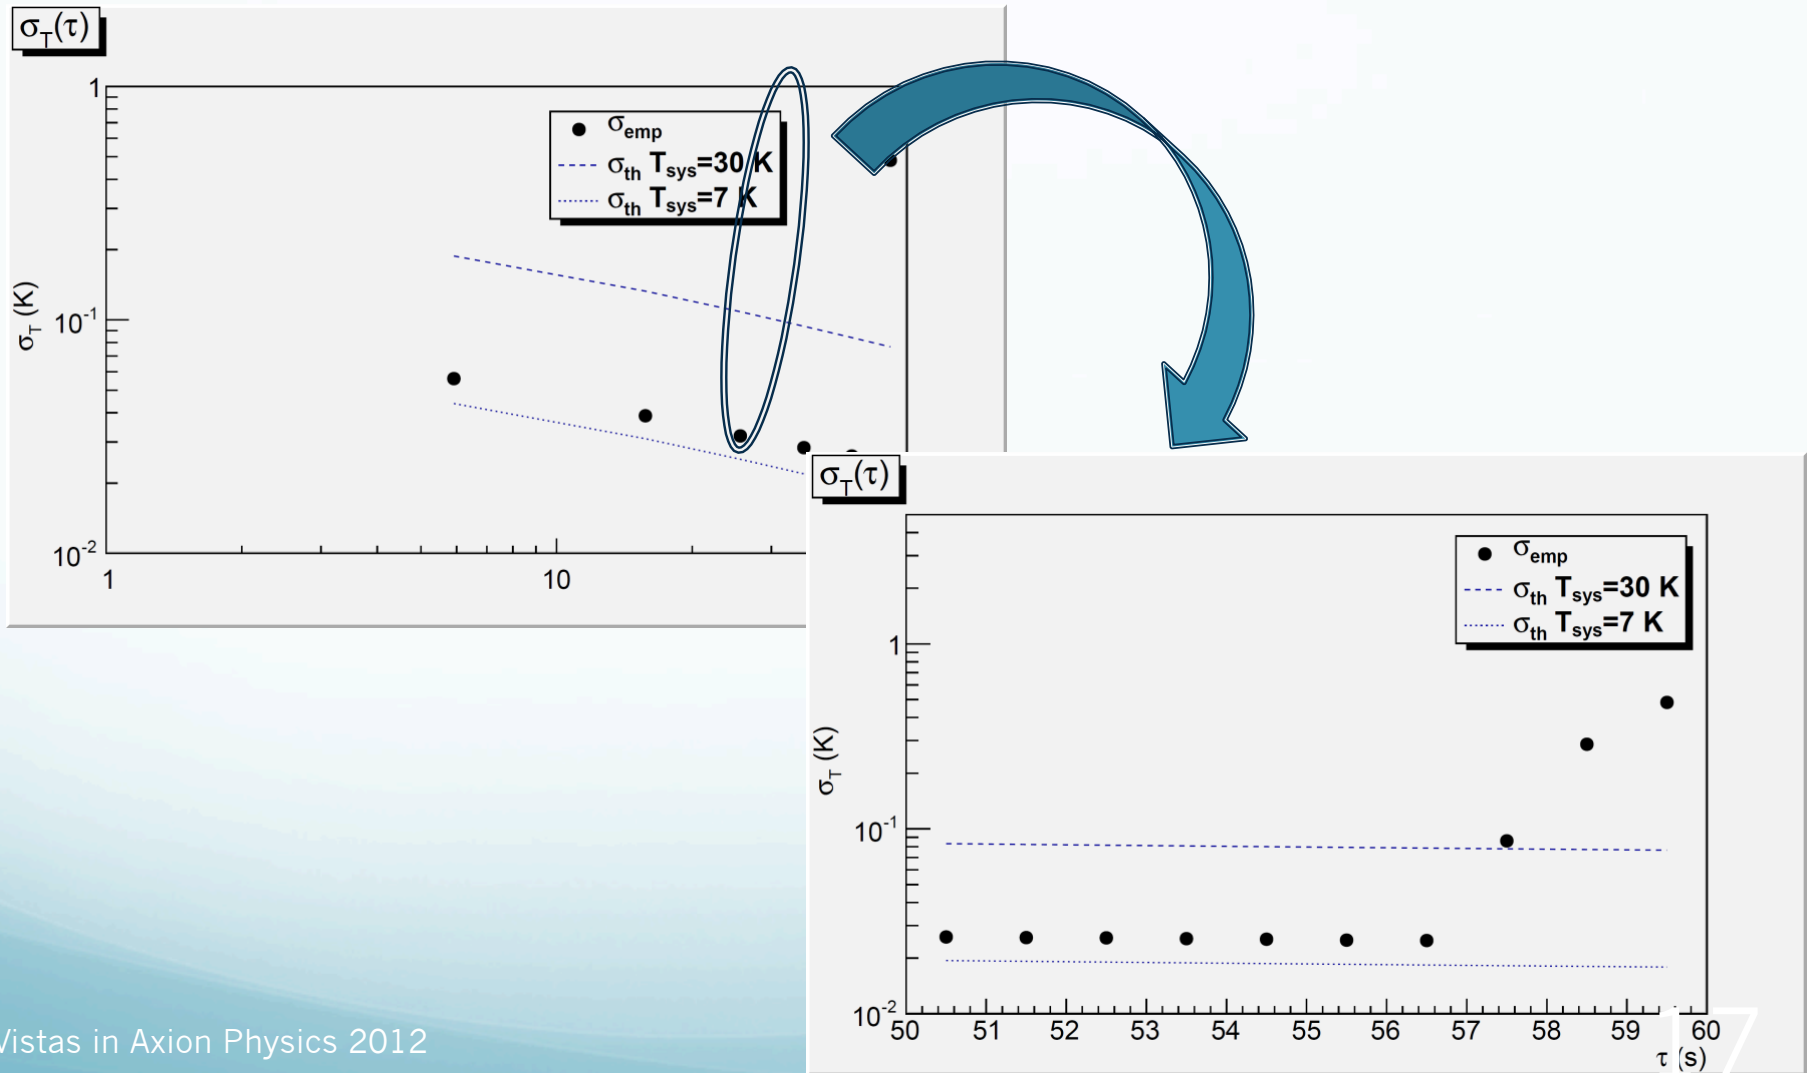 σT(τ)
1
σemp
σth Tsys=30 K
σth Tsys=7 K
σT (K)
10-1
10-2
1 10
σT(τ)
σemp
σth Tsys=30 K
σth Tsys=7 K
1
σT (K)
10-1
10-2
50 51 52 53 54 55 56 57 58 59 60
τ (s)
Vistas in Axion Physics 2012
17